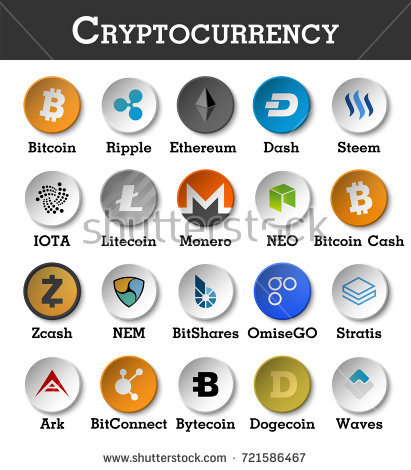 CRYPTOCURRENCY
Bitcoin Ripple Ethereum Dash Steem
IOTA Litecoin Monero NEO Bitcoin Cash
shutterstock
Zcash NEM BitShares OmiseGO Stratis
Ark BitConnect Bytecoin Dogecoin Waves
www.shutterstock.com · 721586467